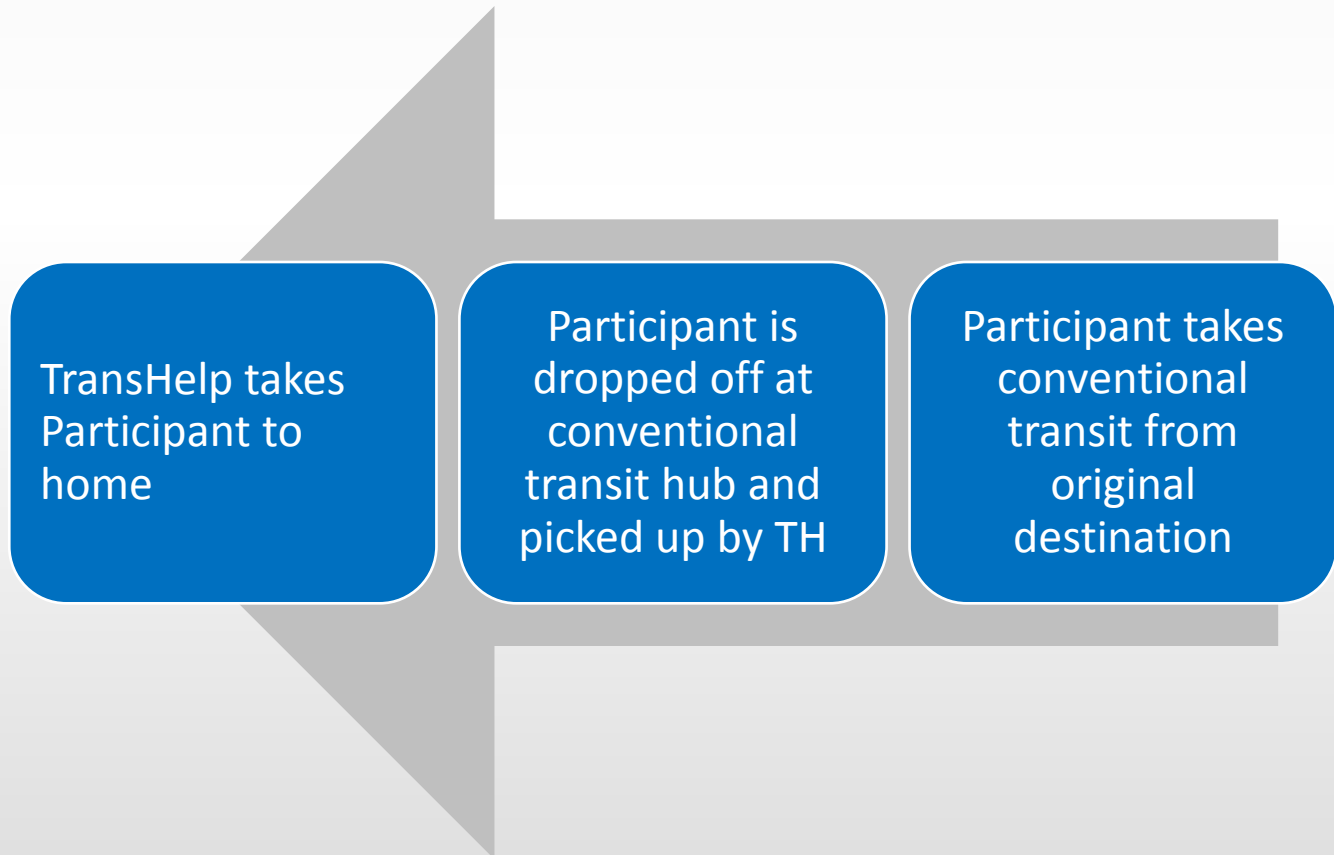 TransHelp takes
Participant to
home
Participant is
dropped off at
conventional
transit hub and
picked up by TH
Participant takes
conventional
transit from
original
destination